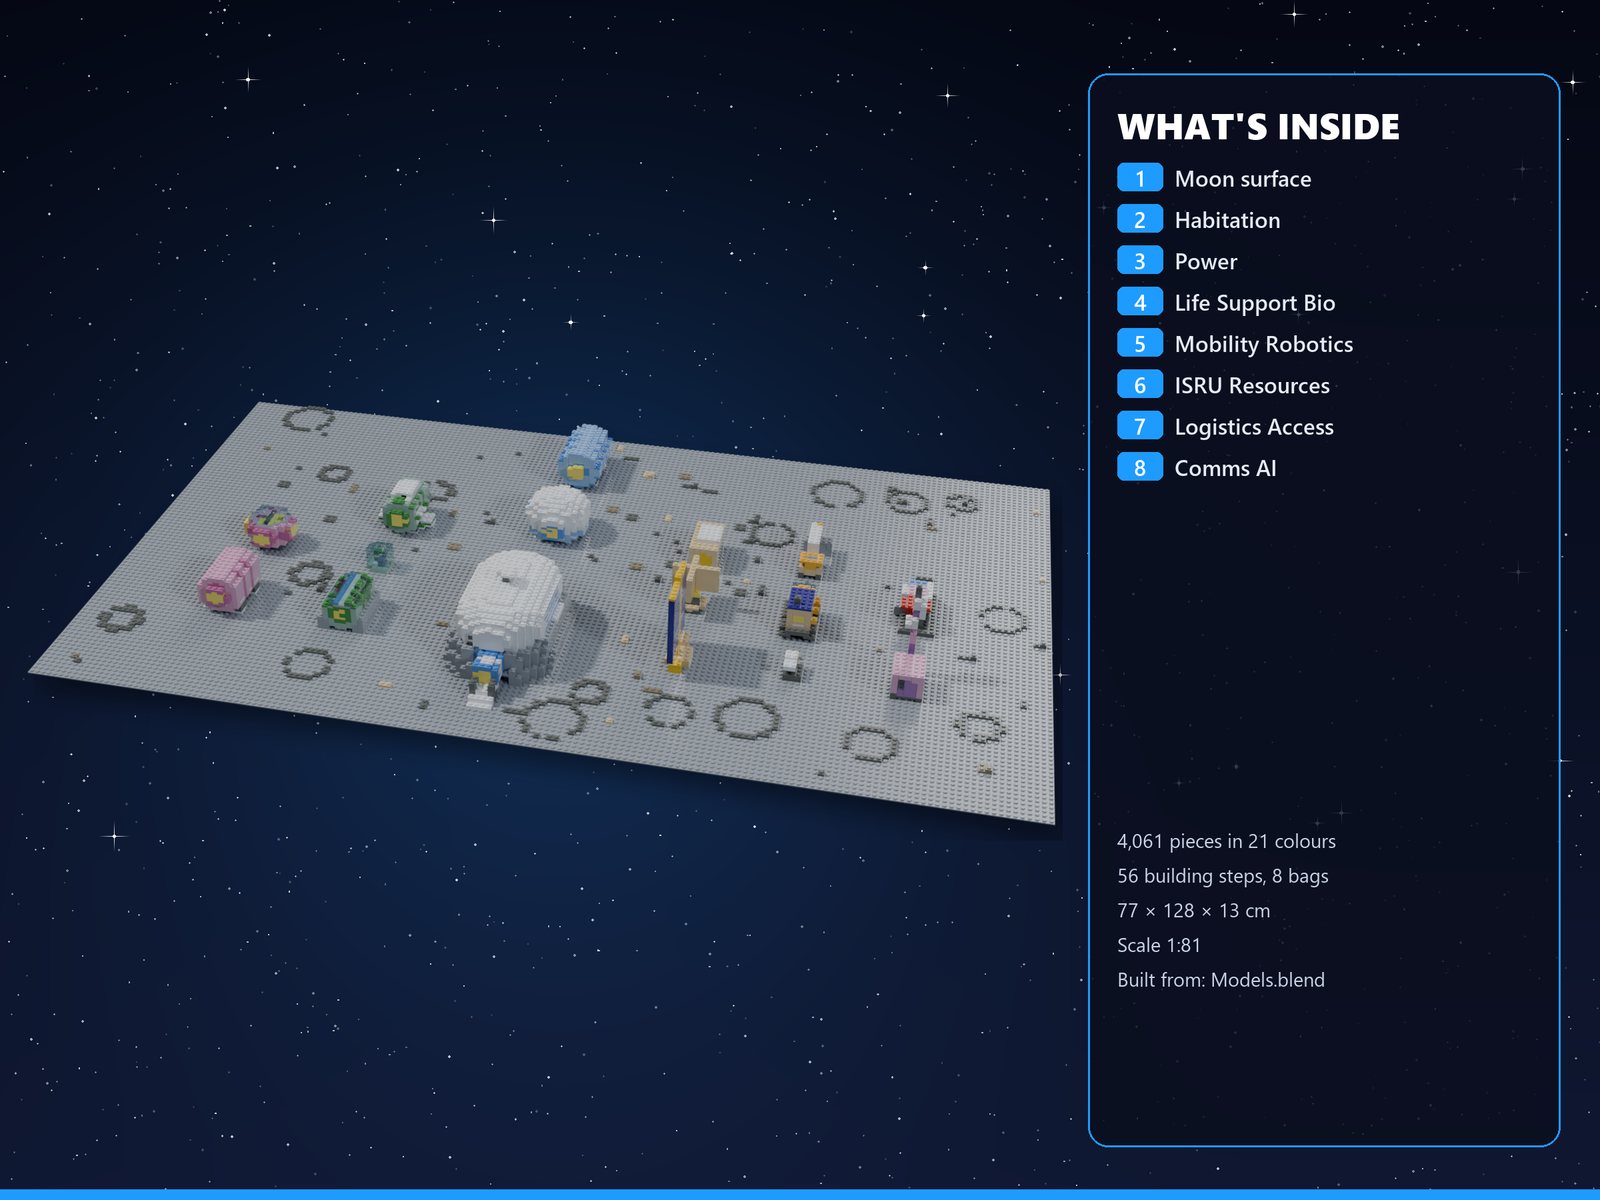 WHAT'S INSIDE
1 Moon surface
2 Habitation
3 Power
4 Life Support Bio
5 Mobility Robotics
6 ISRU Resources
7 Logistics Access
8 Comms AI
4,061 pieces in 21 colours
56 building steps, 8 bags
77 × 128 × 13 cm
Scale 1:81
Built from: Models.blend